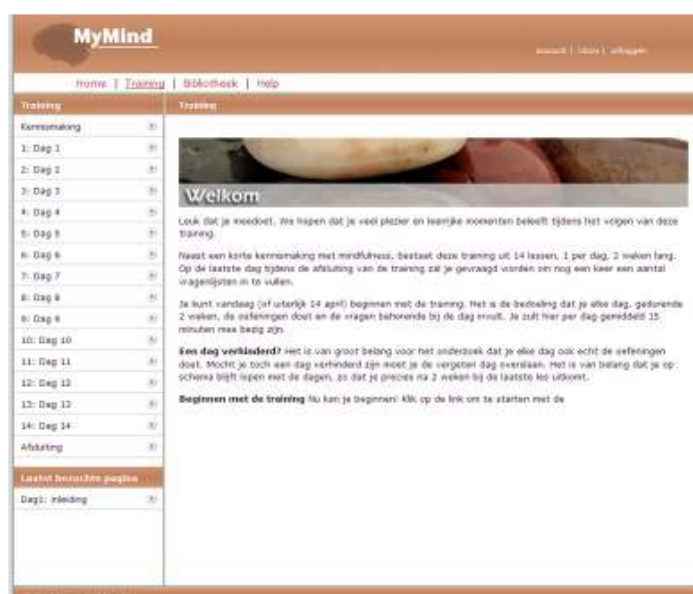 MyMind
account | inbox | uitloggen
Home | Training | Bibliotheek | Help
Training
Kennismaking
1: Dag 1
2: Dag 2
3: Dag 3
4: Dag 4
5: Dag 5
6: Dag 6
7: Dag 7
8: Dag 8
9: Dag 9
10: Dag 10
11: Dag 11
12: Dag 12
13: Dag 13
14: Dag 14
Afsluiting
Laatst bezochte pagina
Dag1: inleiding
Training
Welkom
Leuk dat je meedoet. We hopen dat je veel plezier en leerrijke momenten beleeft tijdens het volgen van deze
training.
Naast een korte kennismaking met mindfulness, bestaat deze training uit 14 lessen, 1 per dag, 2 weken lang.
Op de laatste dag tijdens de afsluiting van de training zal je gevraagd worden om nog een keer een aantal
vragenlijsten in te vullen.
Je kunt vandaag (of uiterlijk 14 april) beginnen met de training. Het is de bedoeling dat je elke dag, gedurende
2 weken, de oefeningen doet en de vragen behorende bij de dag invult. Je zult hier per dag gemiddeld 15
minuten mee bezig zijn.
Een dag verhinderd? Het is van groot belang voor het onderzoek dat je elke dag ook echt de oefeningen
doet. Mocht je toch een dag verhinderd zijn moet je de vergeten dag overslaan. Het is van belang dat je op
schema blijft lopen met de dagen, zo dat je precies na 2 weken bij de laatste les uitkomt.
Beginnen met de training Nu kan je beginnen! Klik op de link om te starten met de